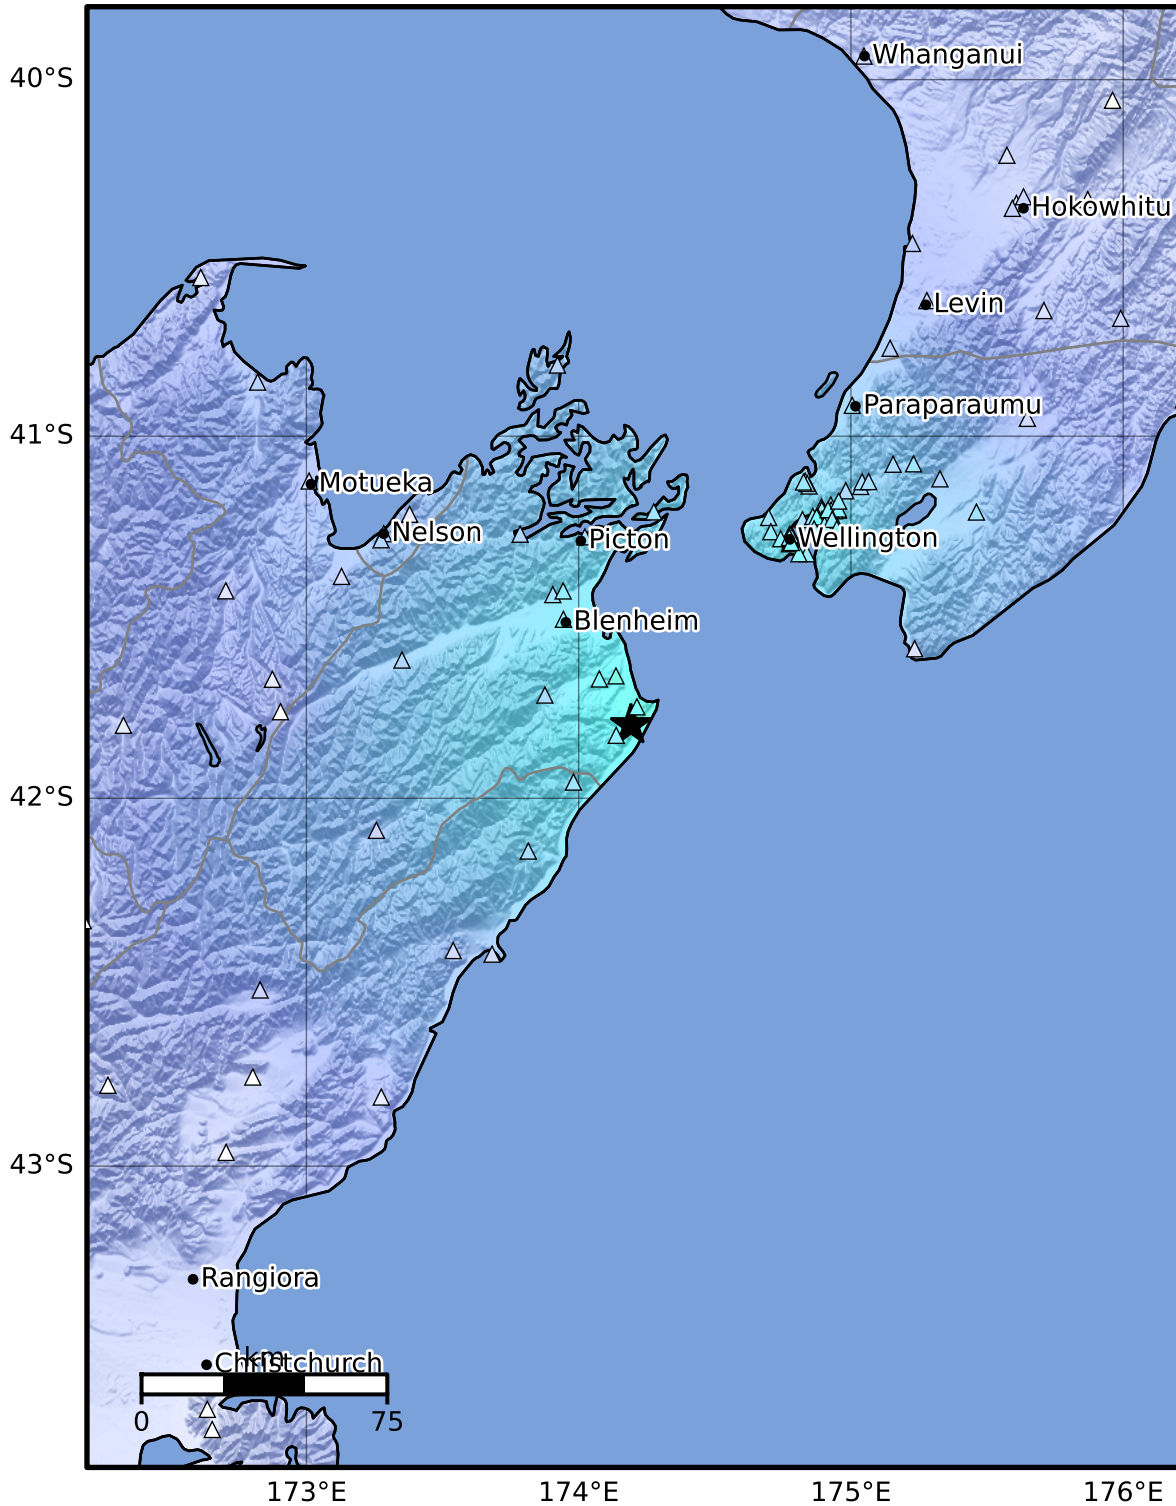 Whanganui
40°S
Hokowhitu
Levin
Paraparaumu
41°S
Motueka
Nelson
Picton
Wellington
Blenheim
42°S
43°S
Rangiora
km
Christchurch
0
75
173°E
174°E
175°E
176°E